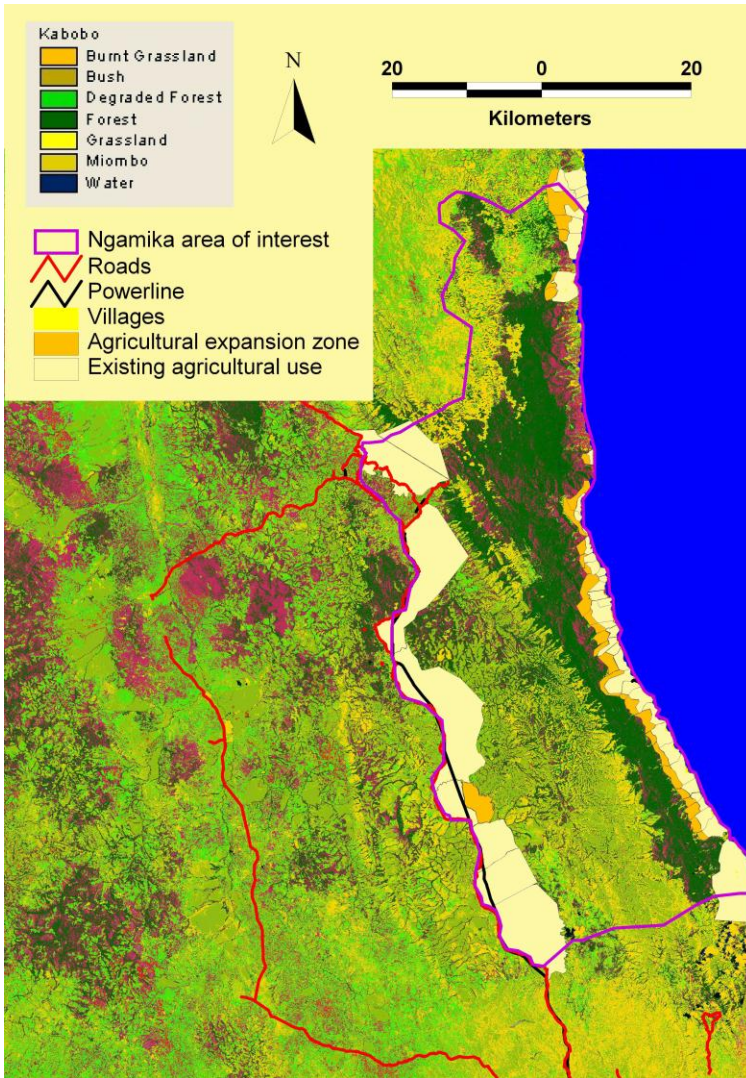 Kabobo
Burnt Grassland
Bush
Degraded Forest
Forest
Grassland
Miombo
Water
N
20 0 20
Kilometers
Ngamika area of interest
Roads
Powerline
Villages
Agricultural expansion zone
Existing agricultural use